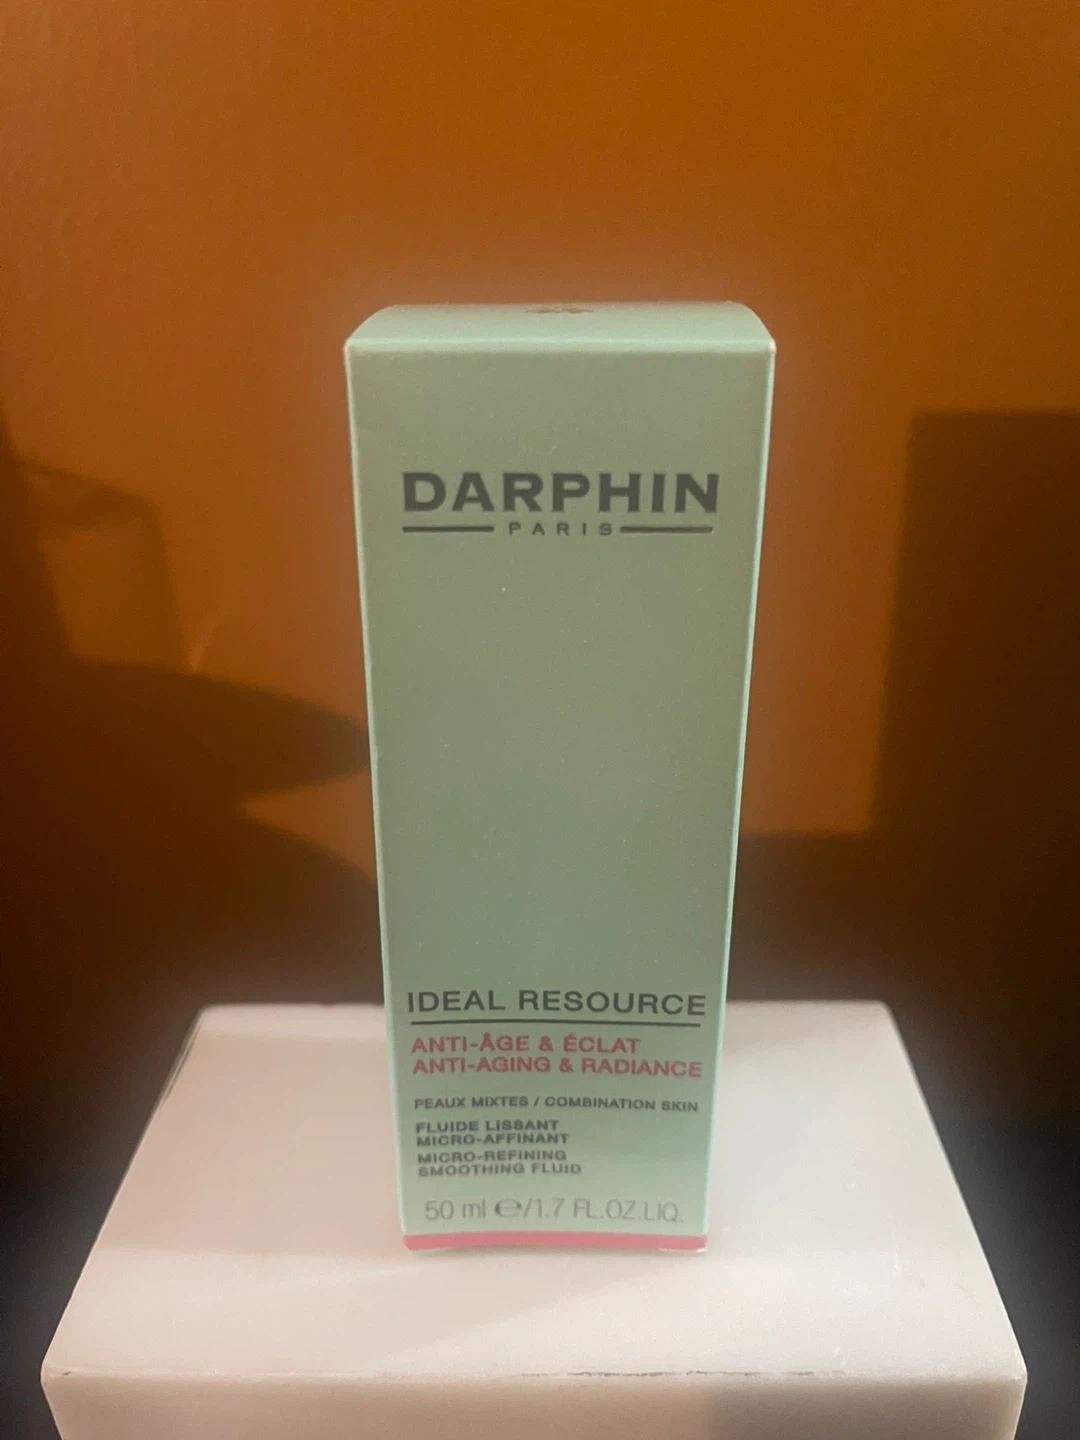 DARPHIN
PARIS
IDEAL RESOURCE
ANTI-ÂGE & ÉCLAT
ANTI-AGING & RADIANCE
PEAUX MIXTES / COMBINATION SKIN
FLUIDE LISSANT
MICRO-AFFINANT
MICRO-REFINING
SMOOTHING FLUID
50 ml ℮/1.7 FL.OZ.LIQ.